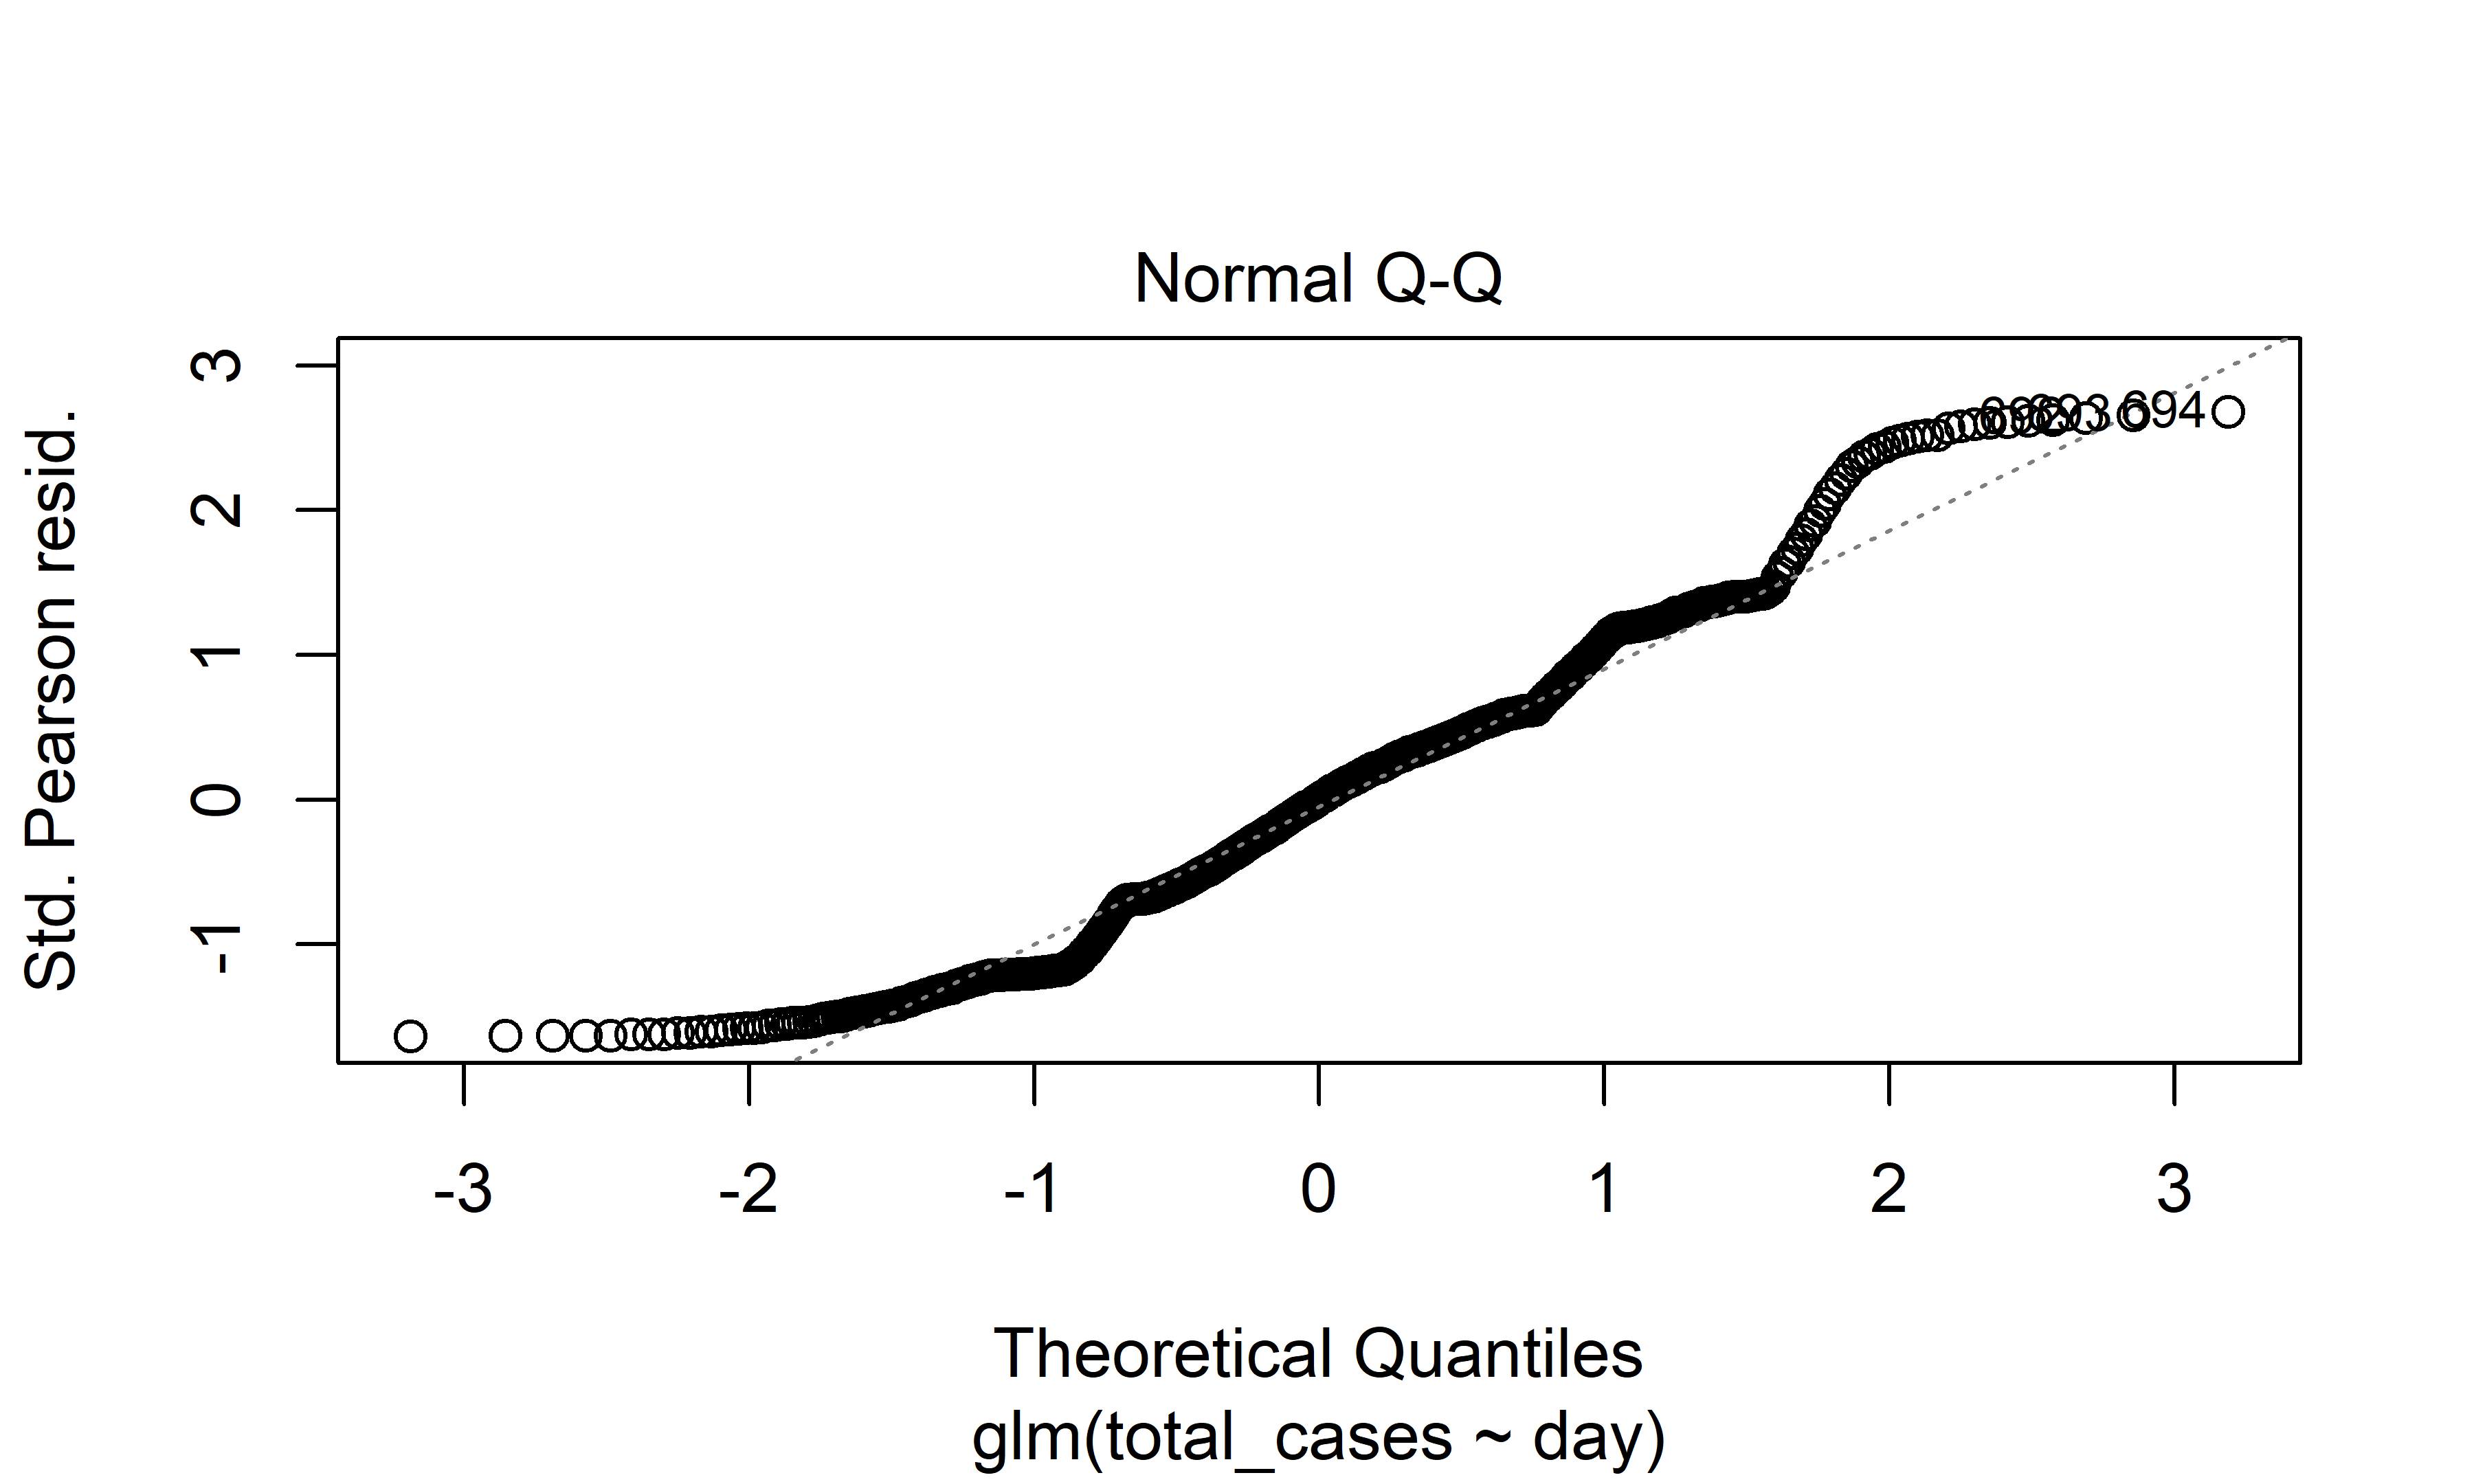 Normal Q-Q
Std. Pearson resid.
3
2
1
0
-1
694
-3 -2 -1 0 1 2 3
Theoretical Quantiles
glm(total_cases ~ day)